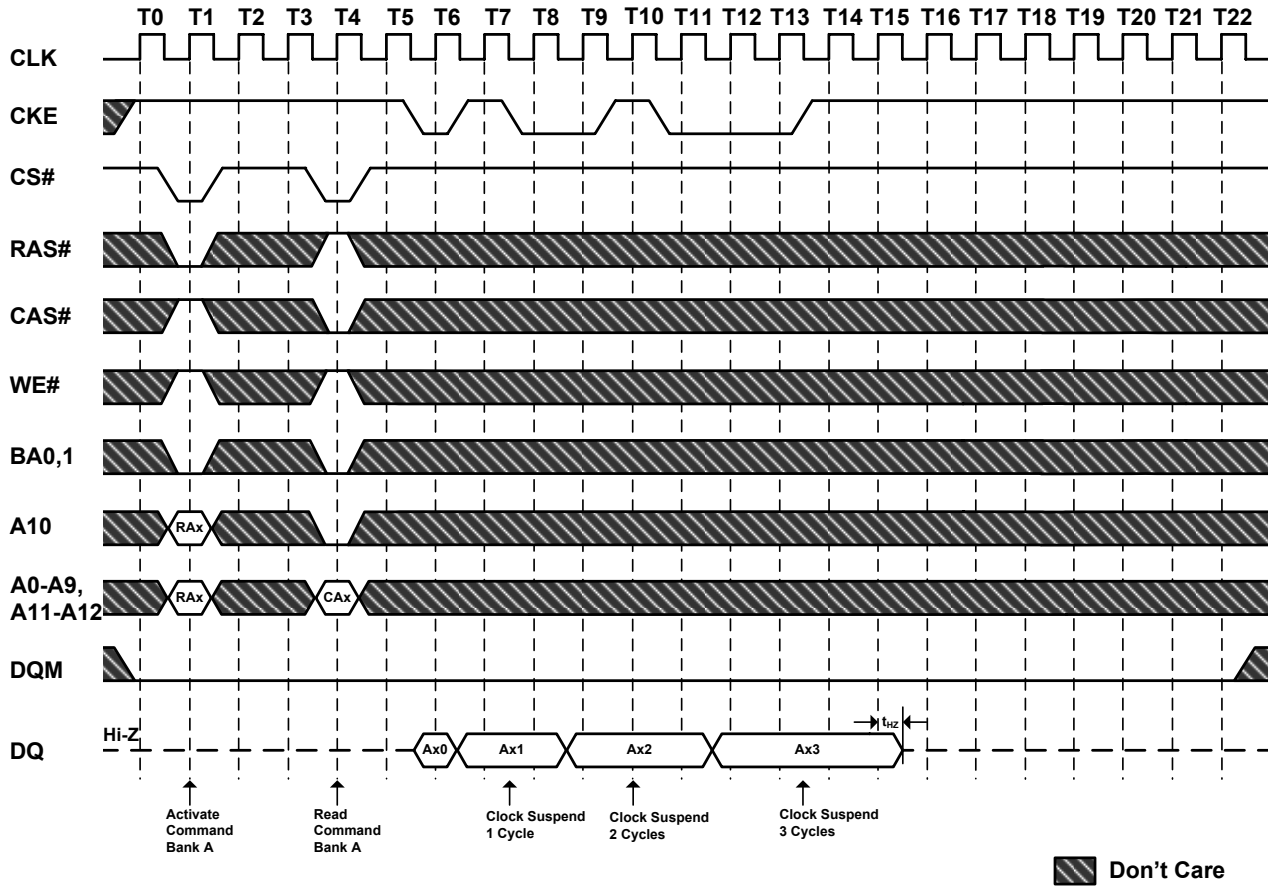 T0 T1 T2 T3 T4 T5 T6 T7 T8 T9 T10 T11 T12 T13 T14 T15 T16 T17 T18 T19 T20 T21 T22
CLK
CKE
CS#
RAS#
CAS#
WE#
BA0,1
A10 RAx
A0-A9,
A11-A12 RAx CAx
DQM
tHZ
Hi-Z
DQ Ax0 Ax1 Ax2 Ax3
Activate
Command
Bank A
Read
Command
Bank A
Clock Suspend
1 Cycle
Clock Suspend
2 Cycles
Clock Suspend
3 Cycles
Don't Care